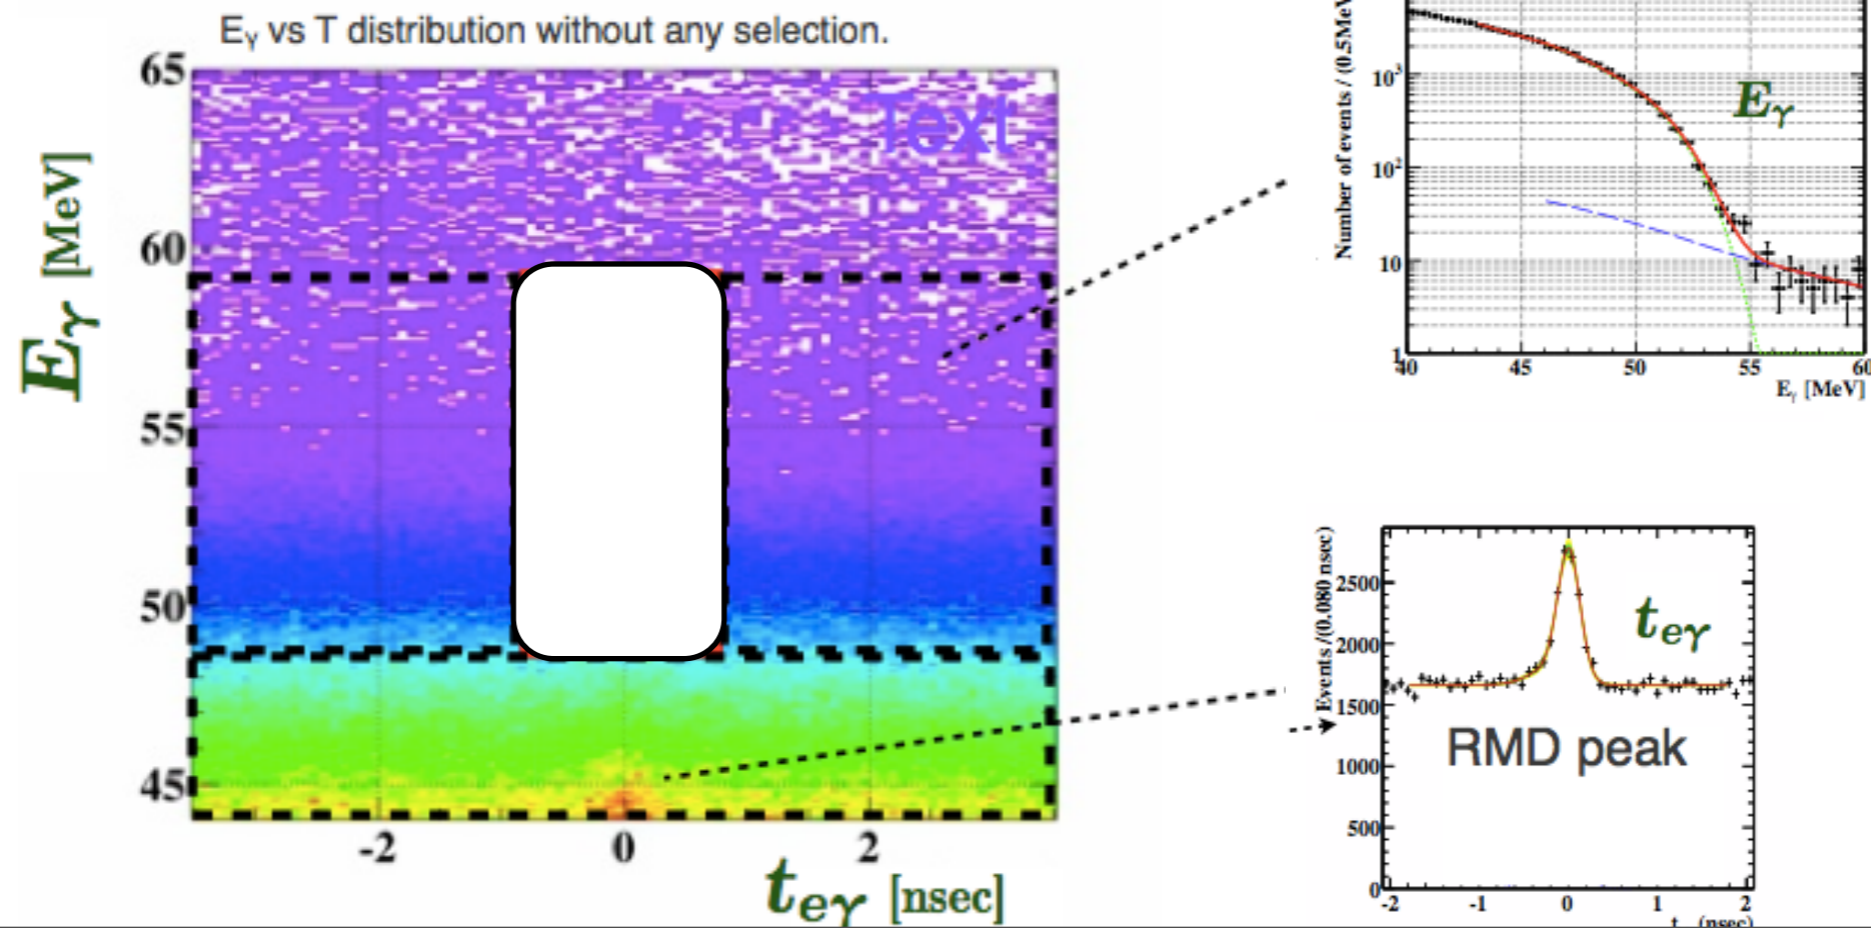 Eγ vs T distribution without any selection.
Text
Eγ [MeV]
65
60
55
50
45
-2
0
2
teγ [nsec]
Number of events / (0.5MeV
10³
10²
10
1
Eγ
40
45
50
55
60
Eγ [MeV]
Events /(0.080 nsec)
2500
2000
1500
1000
500
0
teγ
RMD peak
-2
-1
0
1
2
(nsec)